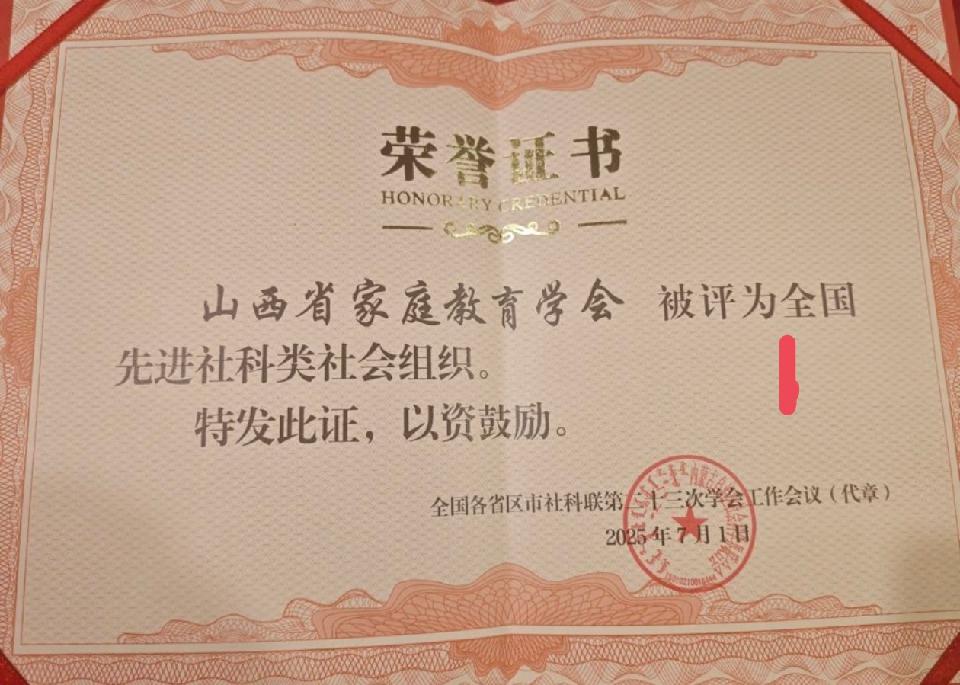 荣誉证书
HONORARY CREDENTIAL
山西省家庭教育学会 被评为全国
先进社科类社会组织。
特发此证，以资鼓励。
全国各省区市社科联第二十三次学会工作会议（代章）
2025年7月1日